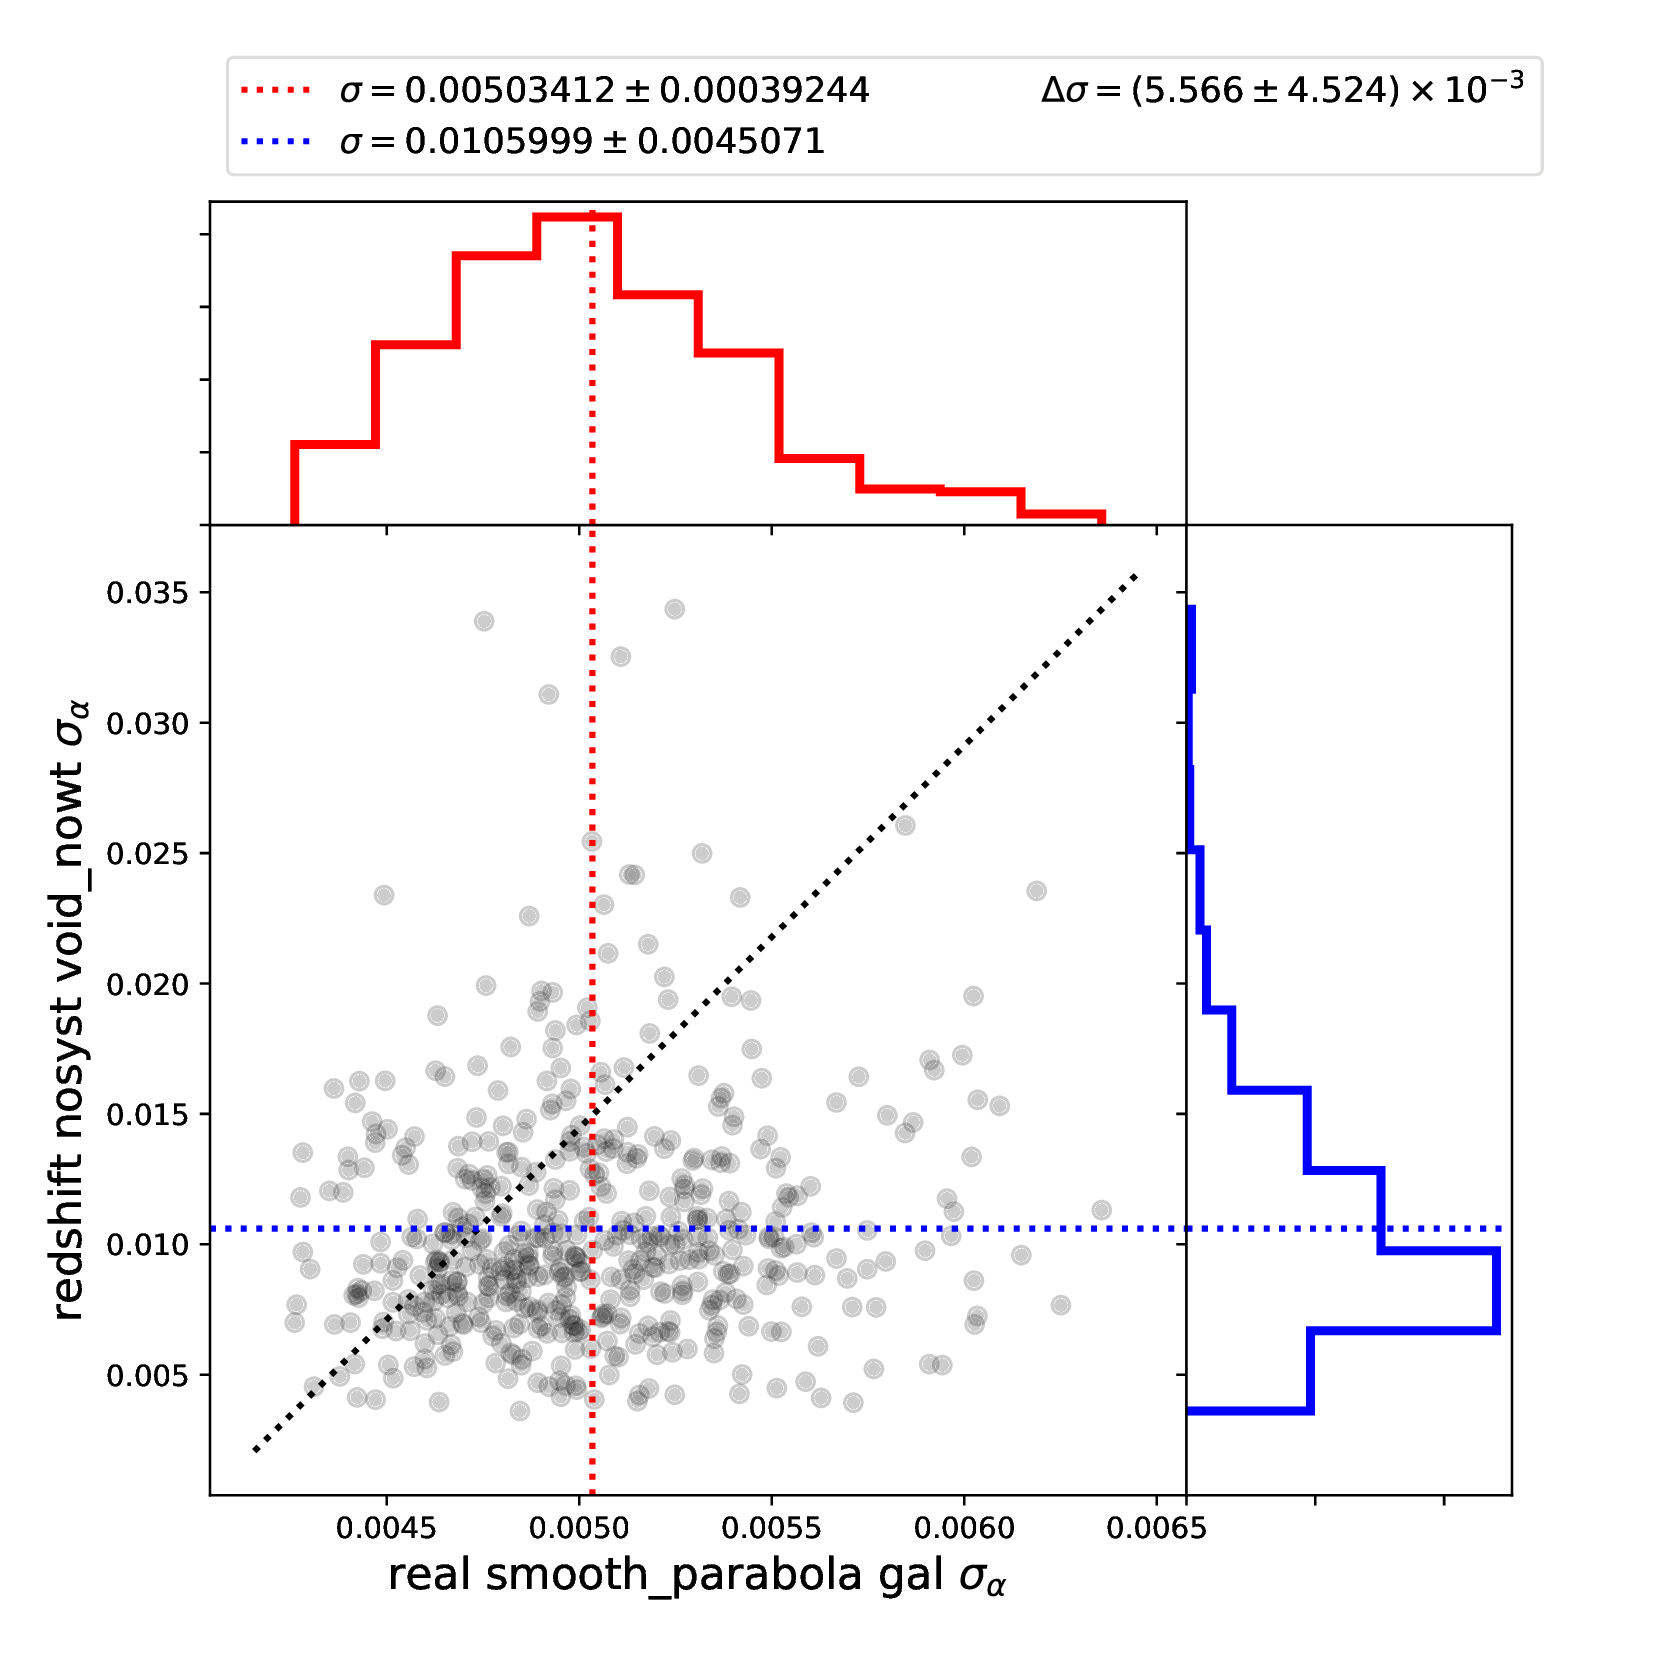 σ = 0.00503412 ± 0.00039244
Δσ = (5.566 ± 4.524) × 10⁻³
σ = 0.0105999 ± 0.0045071
0.035
0.030
0.025
0.020
0.015
0.010
0.005
redshift nosyst void_nowt σ_α
0.0045
0.0050
0.0055
0.0060
0.0065
real smooth_parabola gal σ_α